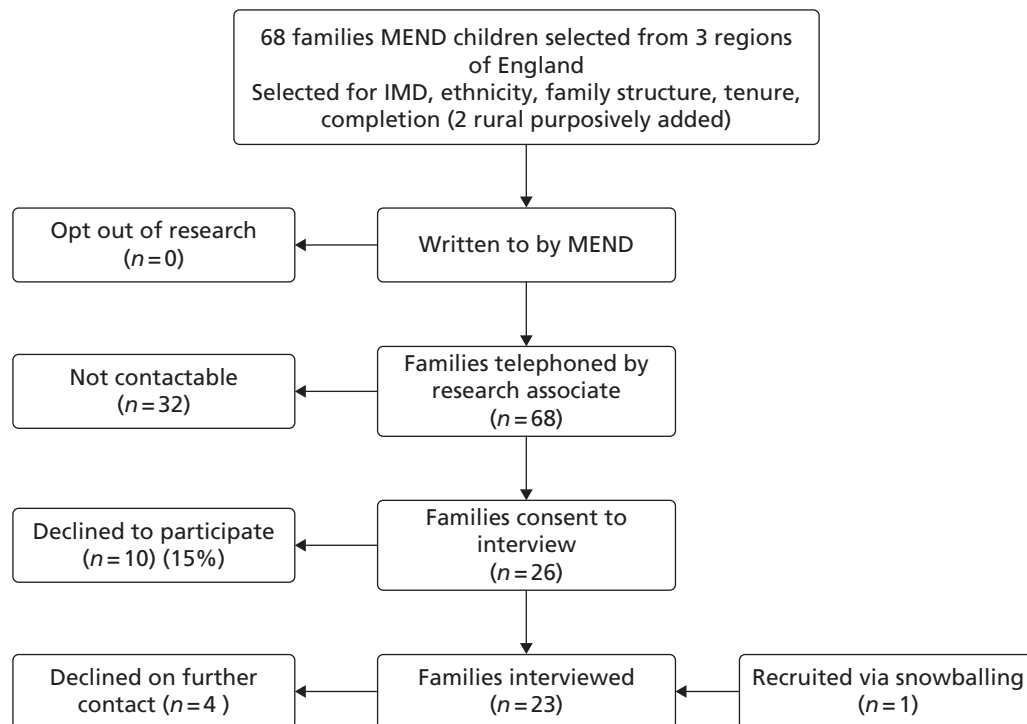 68 families MEND children selected from 3 regions
of England
Selected for IMD, ethnicity, family structure, tenure,
completion (2 rural purposively added)
Opt out of research
(n=0)
Written to by MEND
Not contactable
(n=32)
Families telephoned by
research associate
(n=68)
Declined to participate
(n=10) (15%)
Families consent to
interview
(n=26)
Declined on further
contact (n=4 )
Families interviewed
(n=23)
Recruited via snowballing
(n=1)